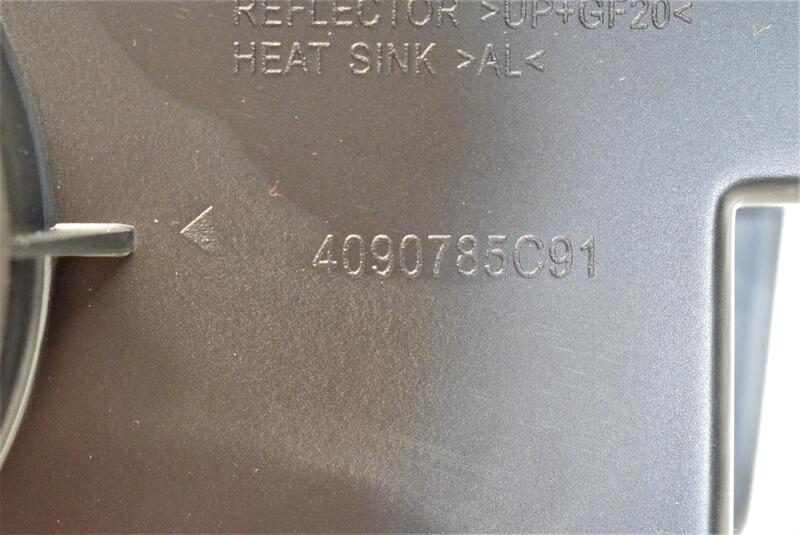 REFLECTOR >UP+GF20<
HEAT SINK >AL<
4090785C91